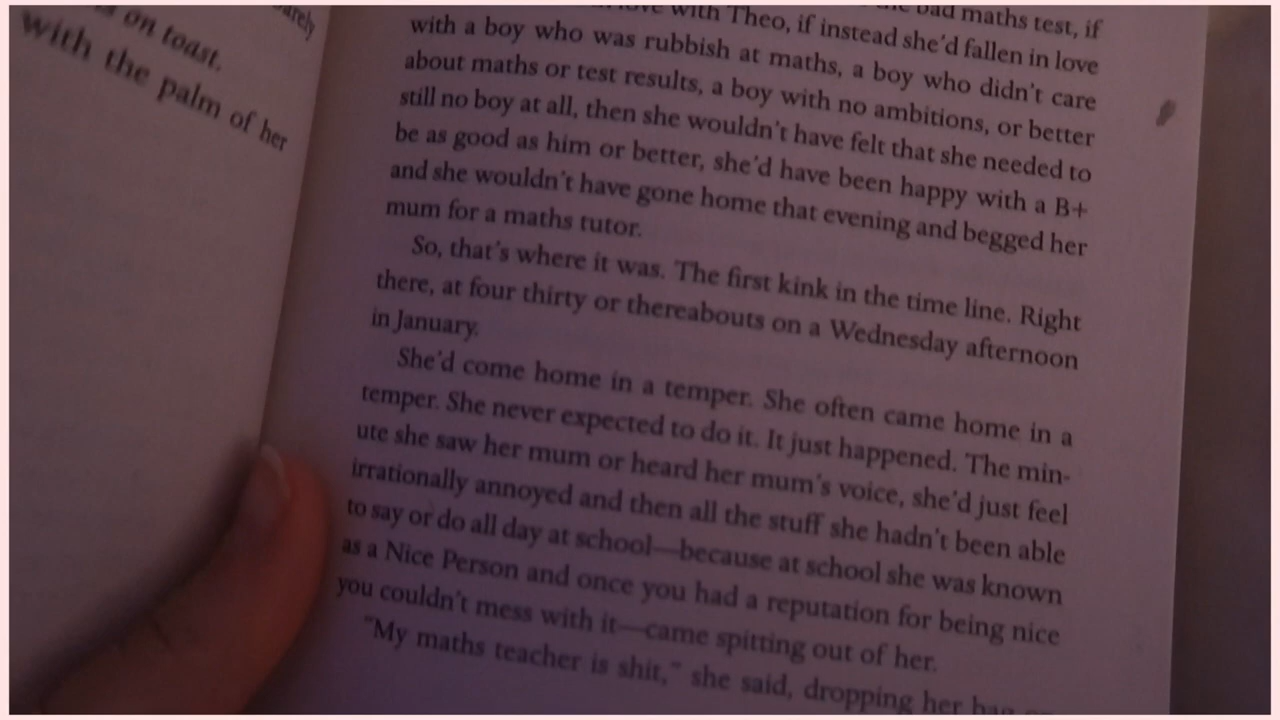 on toast.
with the palm of her
bad maths test, if
love with Theo, if instead she'd fallen in love
with a boy who was rubbish at maths, a boy who didn't care
about maths or test results, a boy with no ambitions, or better
still no boy at all, then she wouldn't have felt that she needed to
be as good as him or better, she'd have been happy with a B+
and she wouldn't have gone home that evening and begged her
mum for a maths tutor.
So, that's where it was. The first kink in the time line. Right
there, at four thirty or thereabouts on a Wednesday afternoon
in January.
She'd come home in a temper. She often came home in a
temper. She never expected to do it. It just happened. The min-
ute she saw her mum or heard her mum's voice, she'd just feel
irrationally annoyed and then all the stuff she hadn't been able
to say or do all day at school—because at school she was known
as a Nice Person and once you had a reputation for being nice
you couldn't mess with it—came spitting out of her.
"My maths teacher is shit," she said, dropping her bag